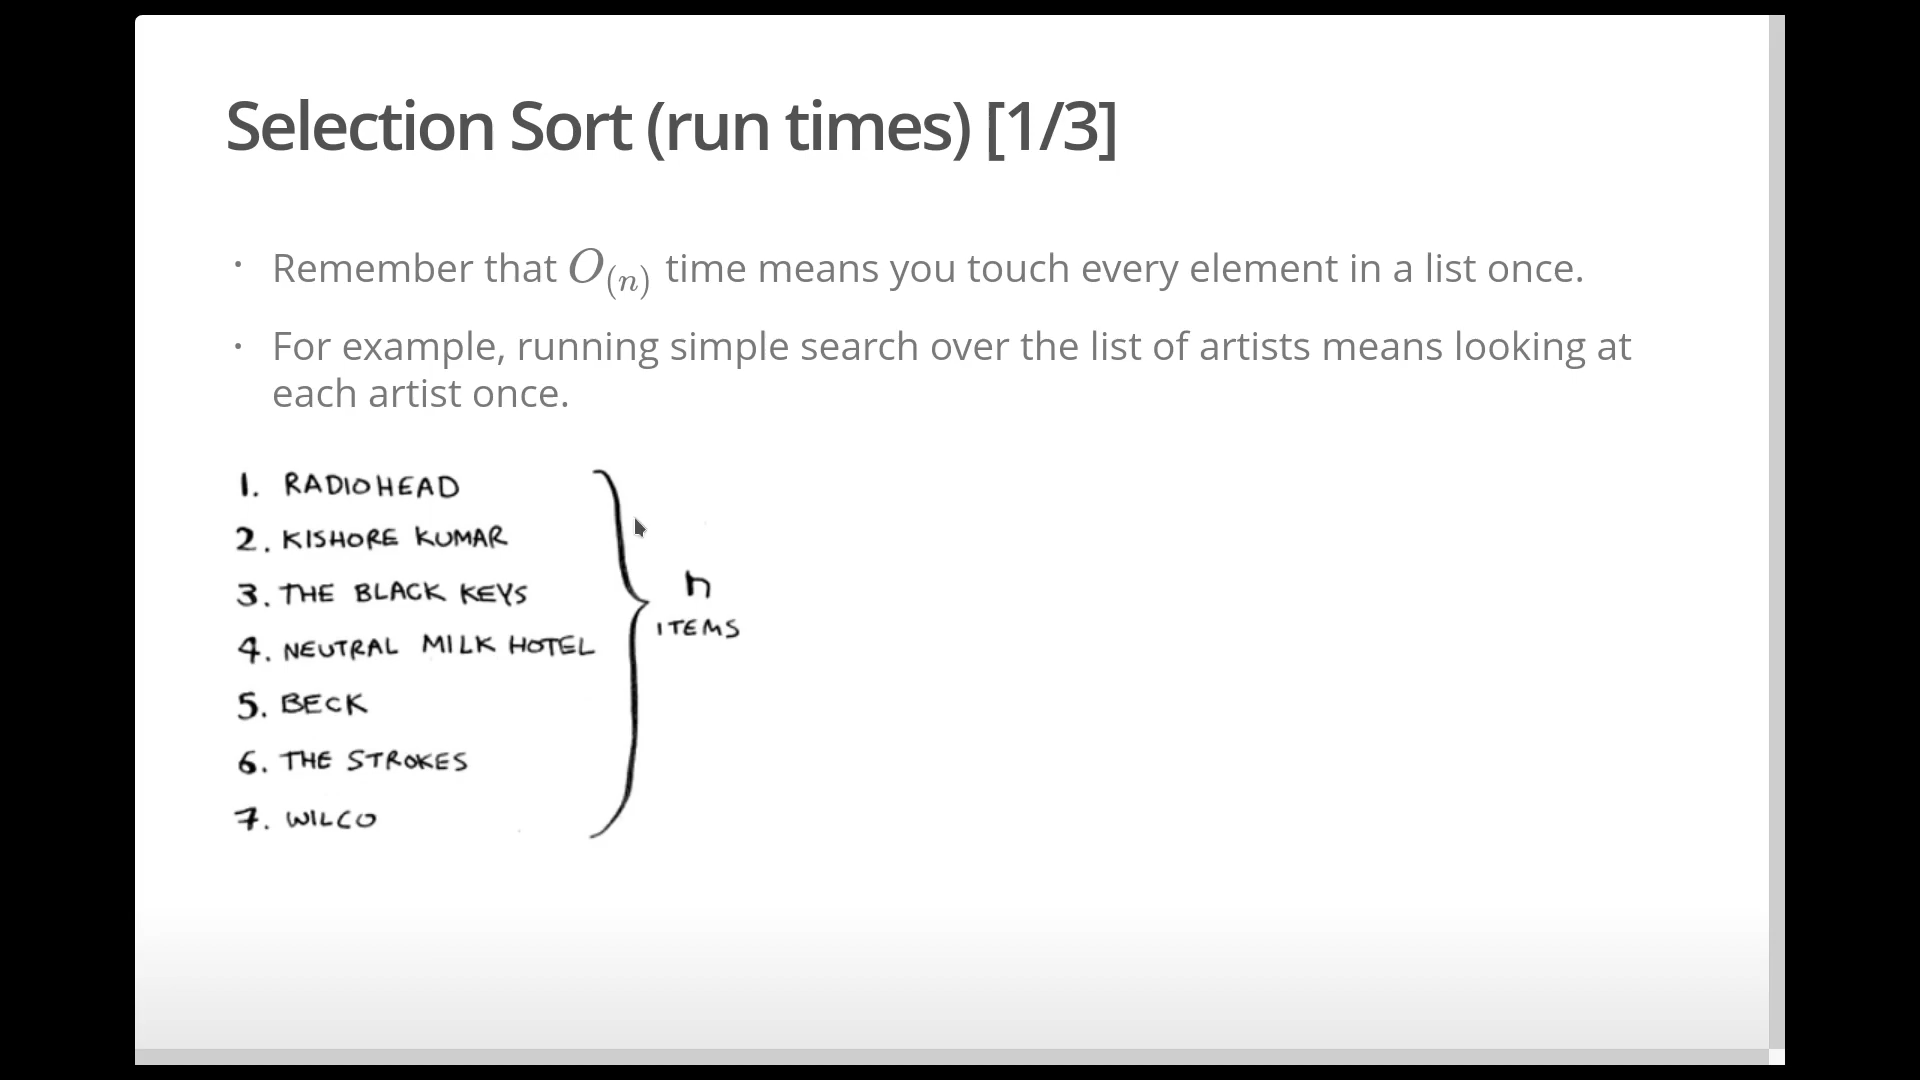 Selection Sort (run times) [1/3]
· Remember that O(n) time means you touch every element in a list once.
· For example, running simple search over the list of artists means looking at
each artist once.
1. RADIOHEAD
2. KISHORE KUMAR
3. THE BLACK KEYS
4. NEUTRAL MILK HOTEL
5. BECK
6. THE STROKES
7. WILCO
n
ITEMS